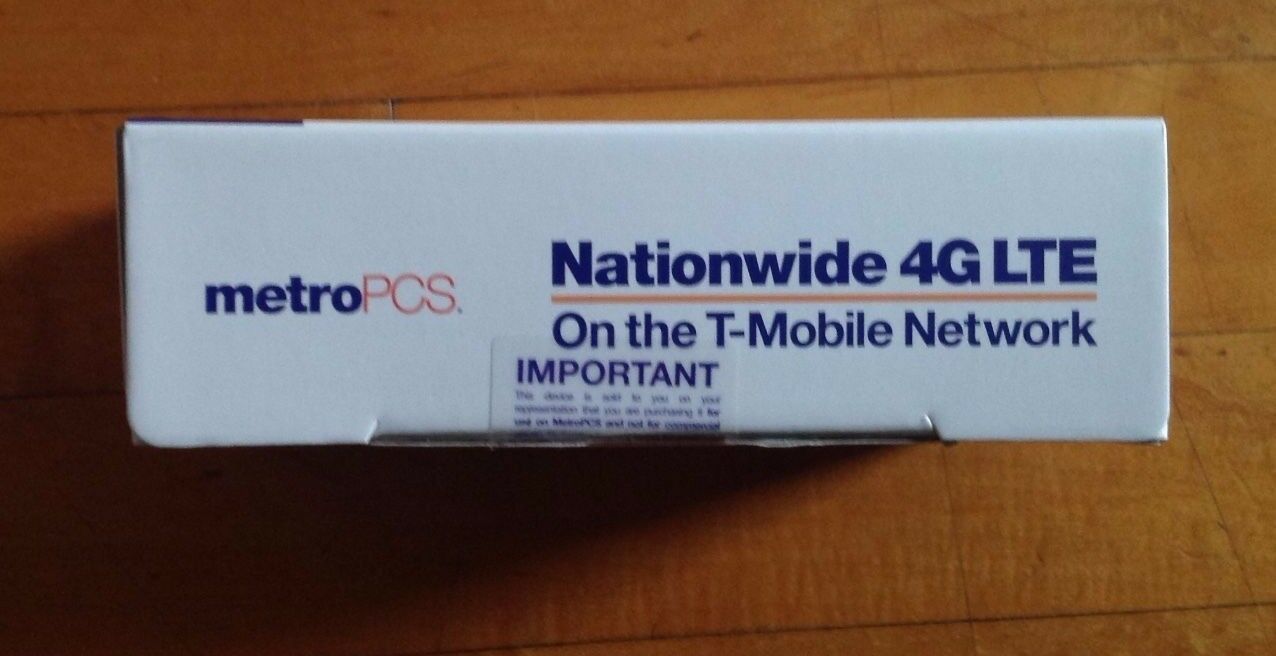 metroPCS.
Nationwide 4G LTE
On the T-Mobile Network
IMPORTANT
This device is sold to you on your
representation that you are purchasing it for
use on MetroPCS and not for commercial